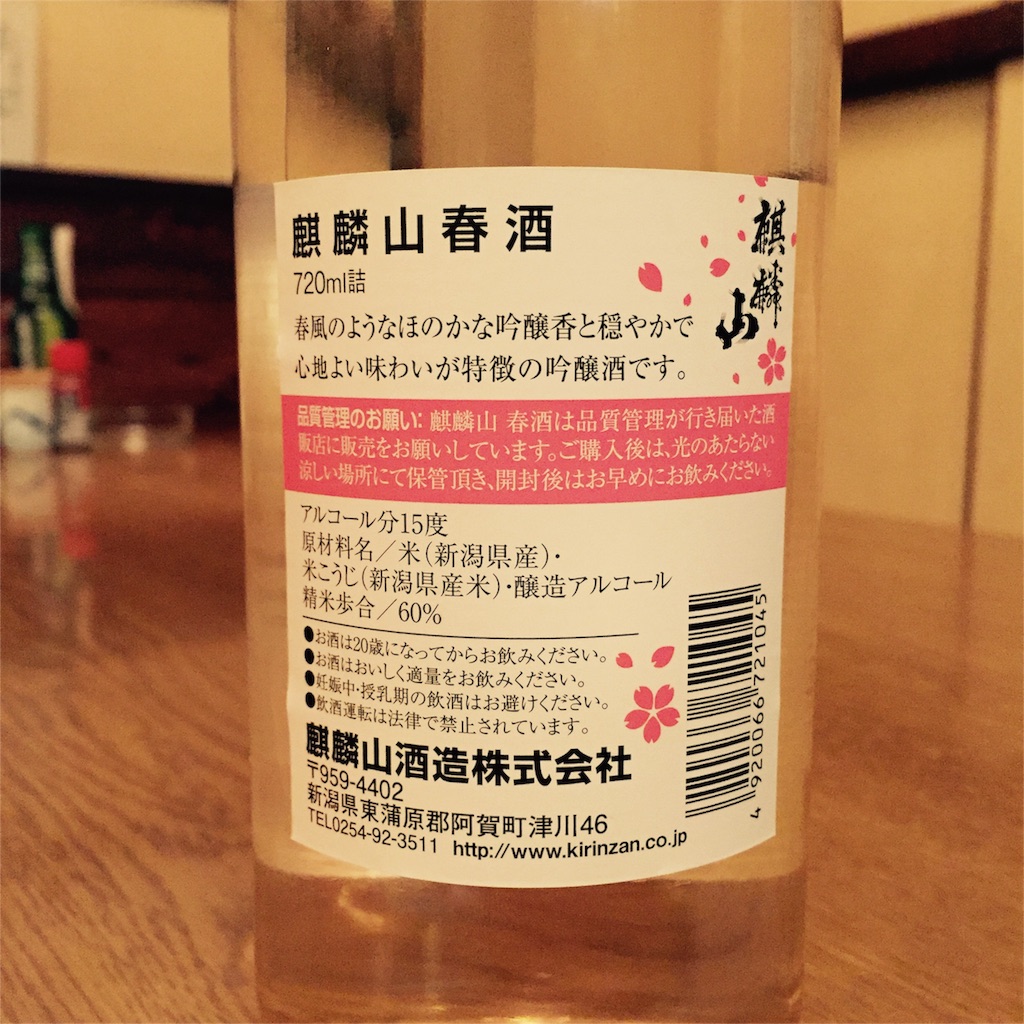 麒麟山春酒
720ml詰
春風のようなほのかな吟醸香と穏やかで
心地よい味わいが特徴の吟醸酒です。
麒麟山
品質管理のお願い: 麒麟山 春酒は品質管理が行き届いた酒
販店に販売をお願いしています。ご購入後は、光のあたらない
涼しい場所にて保管頂き、開封後はお早めにお飲みください。
アルコール分15度
原材料名／米（新潟県産）・
米こうじ（新潟県産米）・醸造アルコール
精米歩合／60%
●お酒は20歳になってからお飲みください。
●お酒はおいしく適量をお飲みください。
●妊娠中・授乳期の飲酒はお避けください。
●飲酒運転は法律で禁止されています。
麒麟山酒造株式会社
〒959-4402
新潟県東蒲原郡阿賀町津川46
TEL0254-92-3511 http://www.kirinzan.co.jp
4920066721045